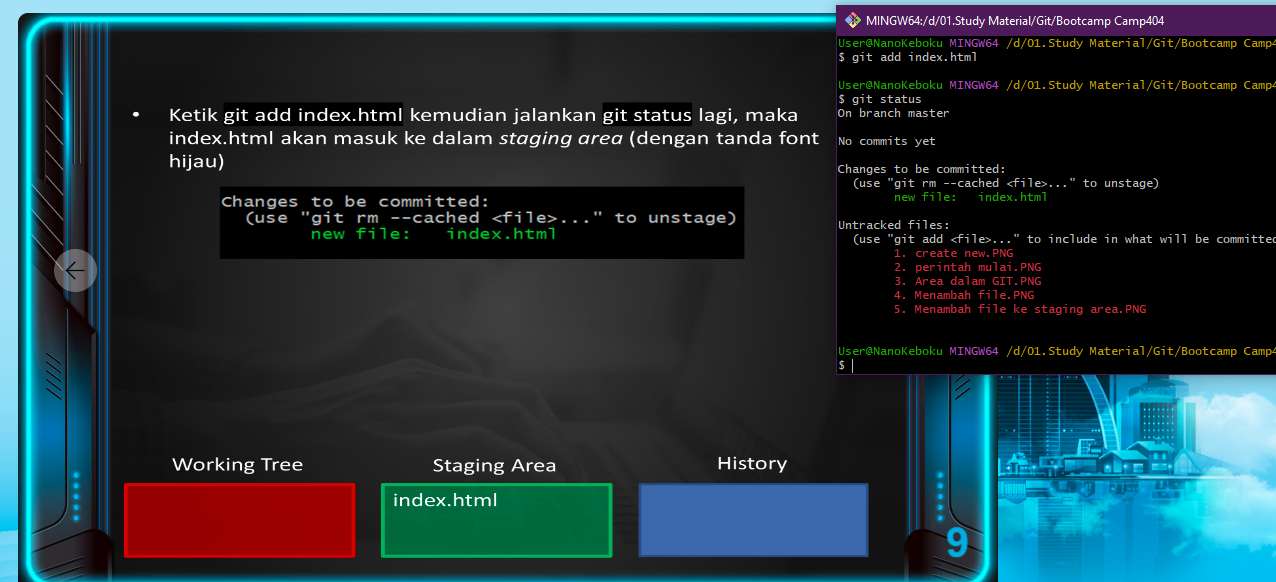 • Ketik git add index.html kemudian jalankan git status lagi, maka
index.html akan masuk ke dalam staging area (dengan tanda font
hijau)
Changes to be committed:
(use "git rm --cached <file>..." to unstage)
new file: index.html
Working Tree
Staging Area
History
index.html
9
MINGW64:/d/01.Study Material/Git/Bootcamp Camp404
User@NanoKeboku MINGW64 /d/01.Study Material/Git/Bootcamp Camp4
$ git add index.html
User@NanoKeboku MINGW64 /d/01.Study Material/Git/Bootcamp Camp4
$ git status
On branch master
No commits yet
Changes to be committed:
(use "git rm --cached <file>..." to unstage)
new file: index.html
Untracked files:
(use "git add <file>..." to include in what will be committed
1. create new.PNG
2. perintah mulai.PNG
3. Area dalam GIT.PNG
4. Menambah file.PNG
5. Menambah file ke staging area.PNG
User@NanoKeboku MINGW64 /d/01.Study Material/Git/Bootcamp Camp4
$